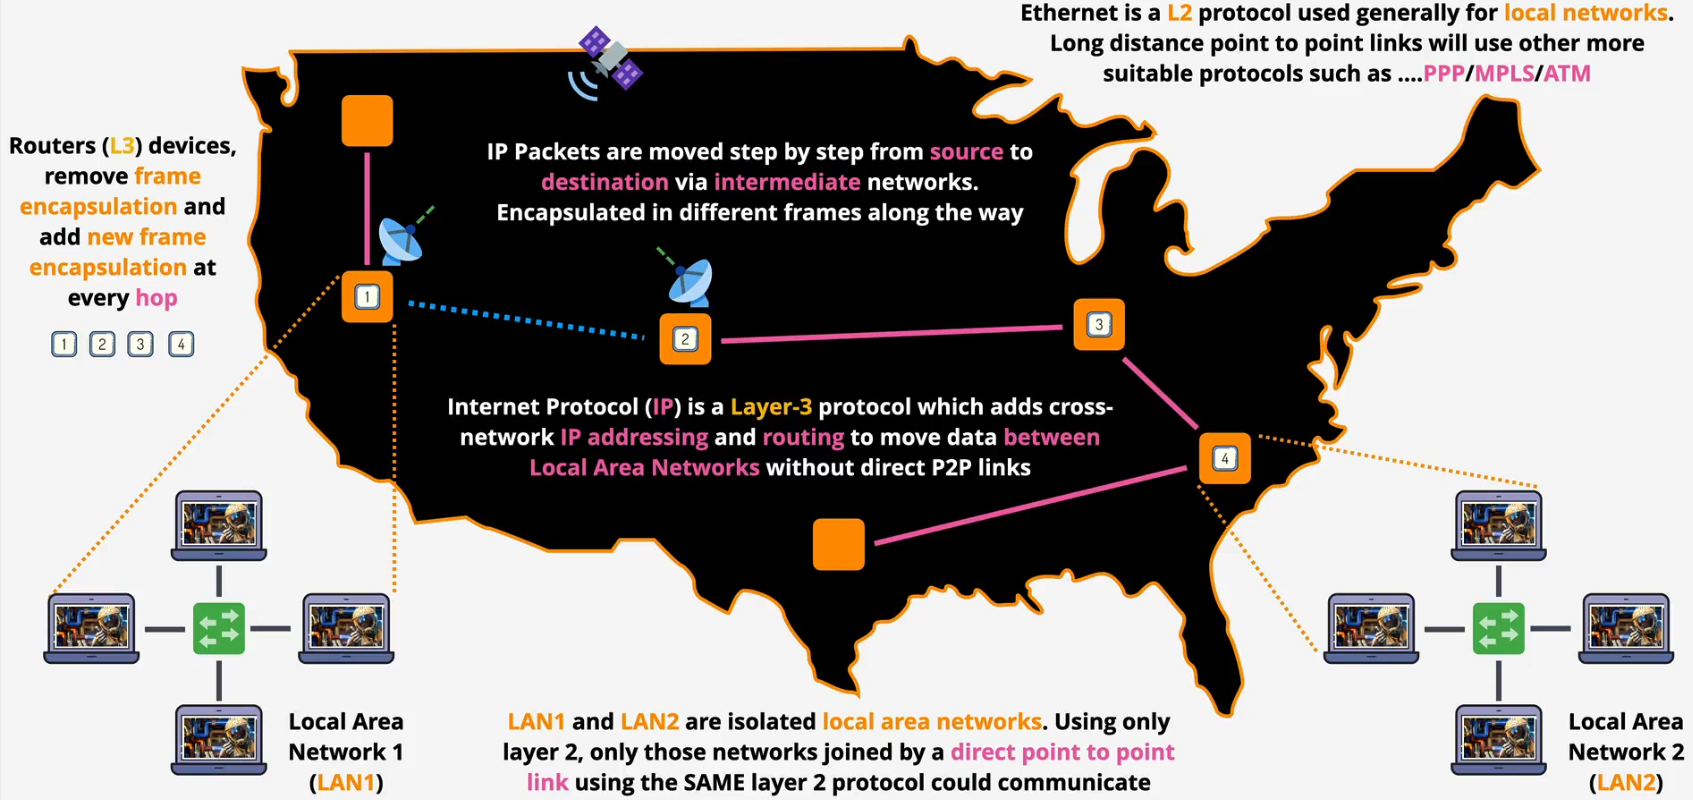 Ethernet is a L2 protocol used generally for local networks.
Long distance point to point links will use other more
suitable protocols such as ....PPP/MPLS/ATM
Routers (L3) devices,
remove frame
encapsulation and
add new frame
encapsulation at
every hop
1 2 3 4
IP Packets are moved step by step from source to
destination via intermediate networks.
Encapsulated in different frames along the way
1
2
3
4
Internet Protocol (IP) is a Layer-3 protocol which adds cross-
network IP addressing and routing to move data between
Local Area Networks without direct P2P links
Local Area
Network 1
(LAN1)
LAN1 and LAN2 are isolated local area networks. Using only
layer 2, only those networks joined by a direct point to point
link using the SAME layer 2 protocol could communicate
Local Area
Network 2
(LAN2)